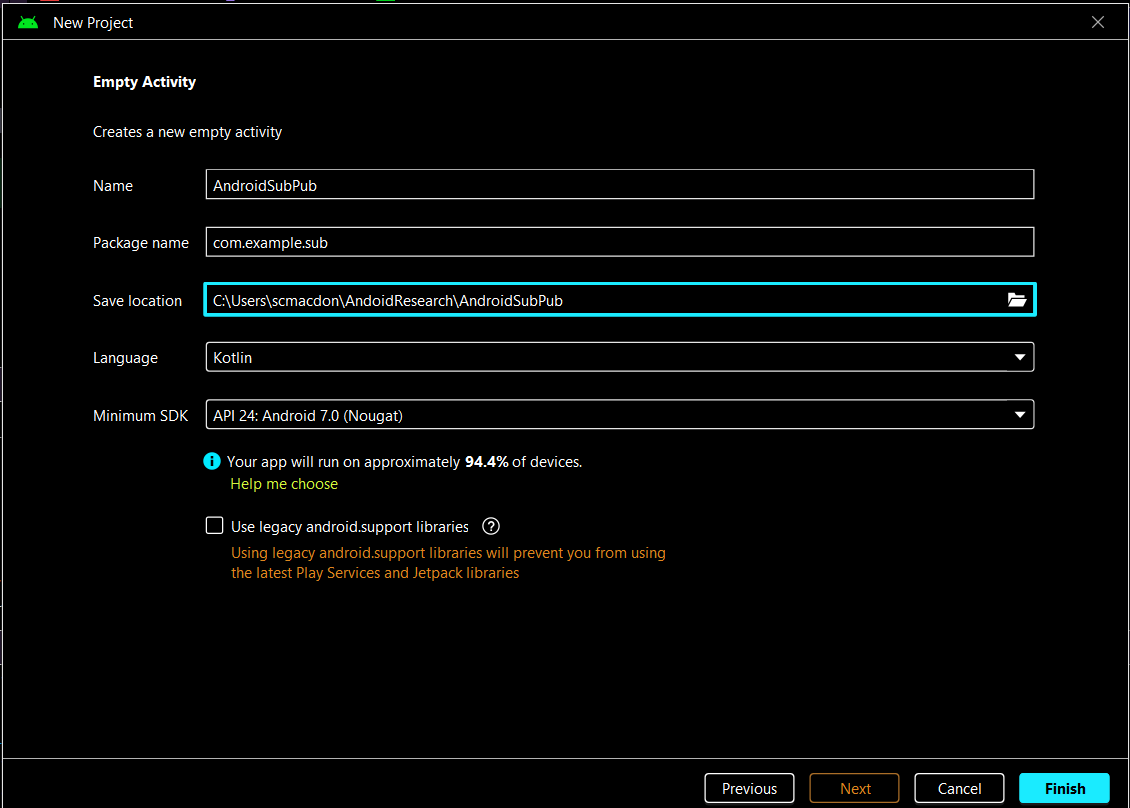 New Project
Empty Activity
Creates a new empty activity
Name AndroidSubPub
Package name com.example.sub
Save location C:\Users\scmacdon\AndoidResearch\AndroidSubPub
Language Kotlin
Minimum SDK API 24: Android 7.0 (Nougat)
i Your app will run on approximately 94.4% of devices.
Help me choose
Use legacy android.support libraries ?
Using legacy android.support libraries will prevent you from using
the latest Play Services and Jetpack libraries
Previous Next Cancel Finish